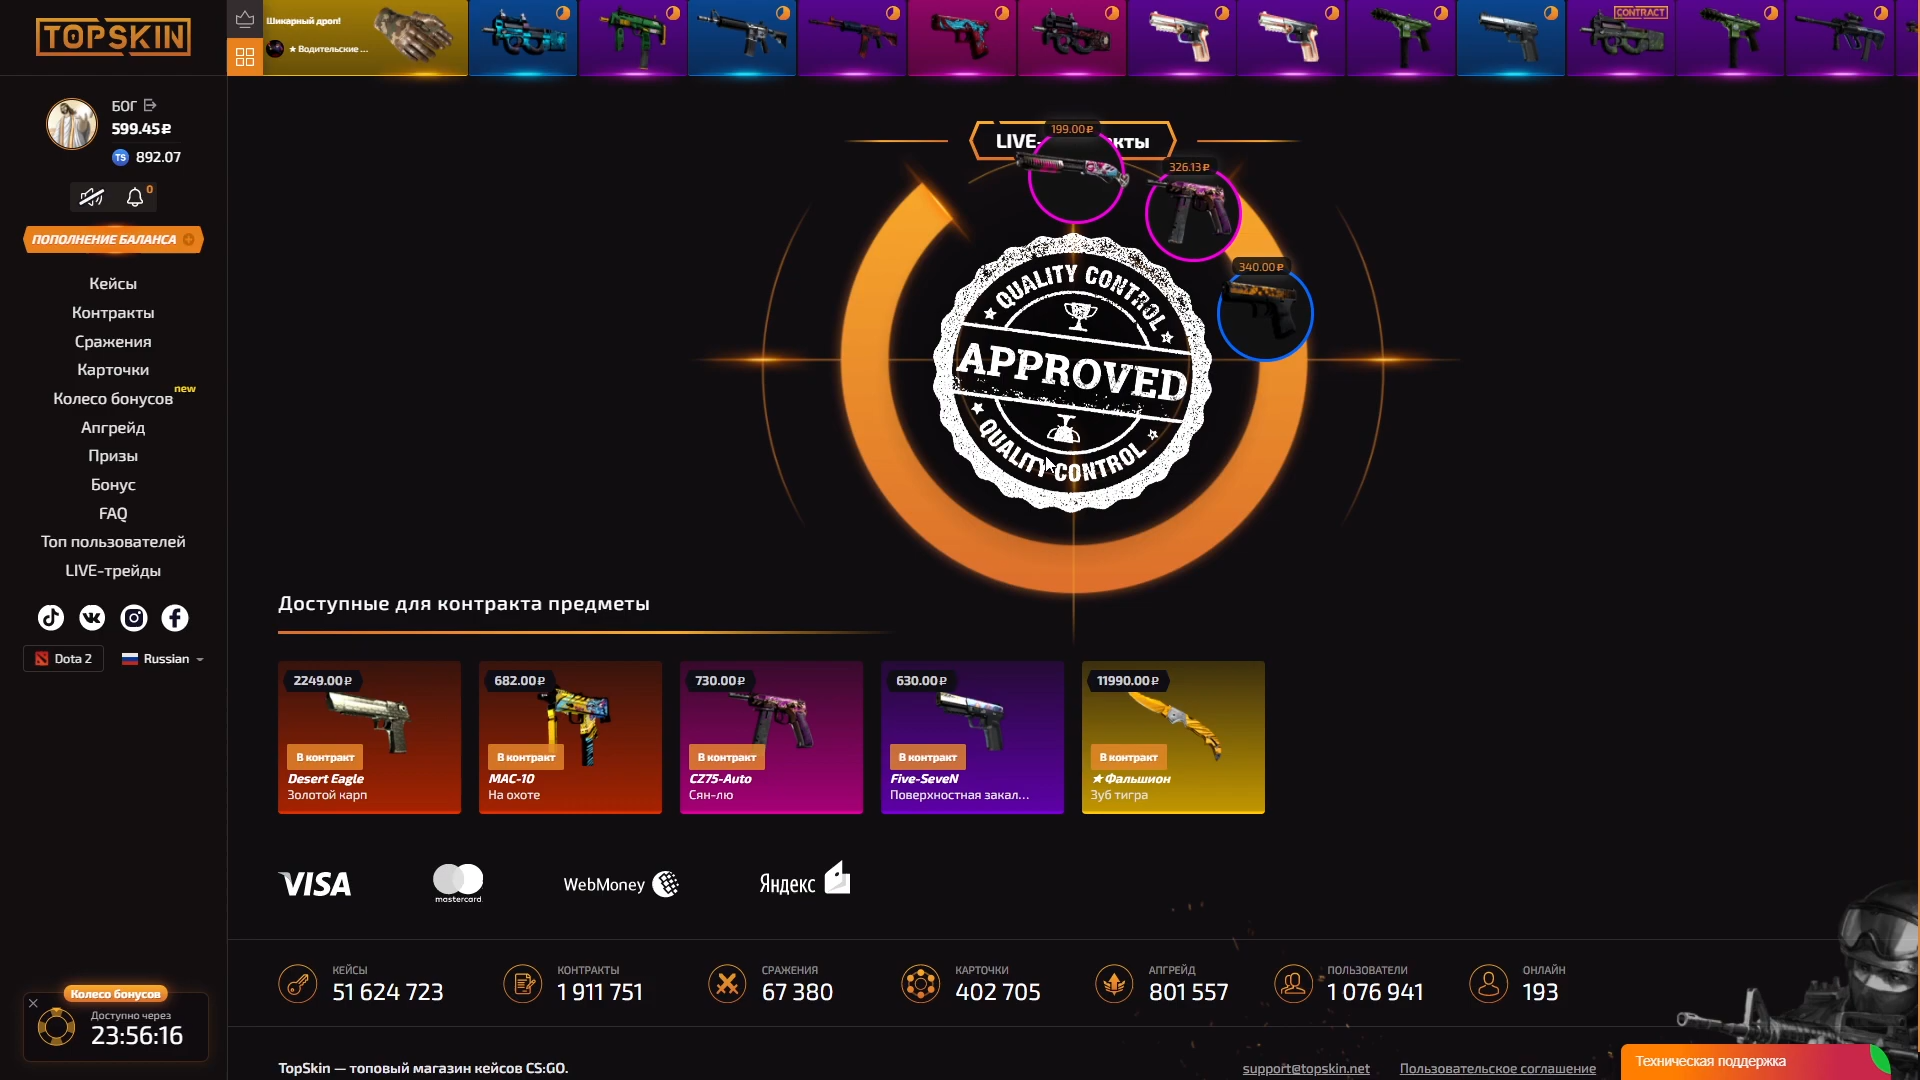 TOPSKIN
Шикарный дроп!
★ Водительские ...
CONTRACT
БОГ
599.45₽
TS 892.07
0
ПОПОЛНЕНИЕ БАЛАНСА
Кейсы
Контракты
Сражения
Карточки
Колесо бонусов new
Апгрейд
Призы
Бонус
FAQ
Топ пользователей
LIVE-трейды
Dota 2
Russian
199.00₽
326.13₽
340.00₽
QUALITY CONTROL
APPROVED
QUALITY CONTROL
Доступные для контракта предметы
2249.00₽
В контракт
Desert Eagle
Золотой карп
682.00₽
В контракт
MAC-10
На охоте
730.00₽
В контракт
CZ75-Auto
Сян-лю
630.00₽
В контракт
Five-SeveN
Поверхностная закал...
11990.00₽
В контракт
★ Фальшион
Зуб тигра
VISA
mastercard
WebMoney
Яндекс
КЕЙСЫ
51 624 723
КОНТРАКТЫ
1 911 751
СРАЖЕНИЯ
67 380
КАРТОЧКИ
402 705
АПГРЕЙД
801 557
ПОЛЬЗОВАТЕЛИ
1 076 941
ОНЛАЙН
193
Колесо бонусов
Доступно через
23:56:16
TopSkin — топовый магазин кейсов CS:GO.
support@topskin.net
Пользовательское соглашение
Техническая поддержка